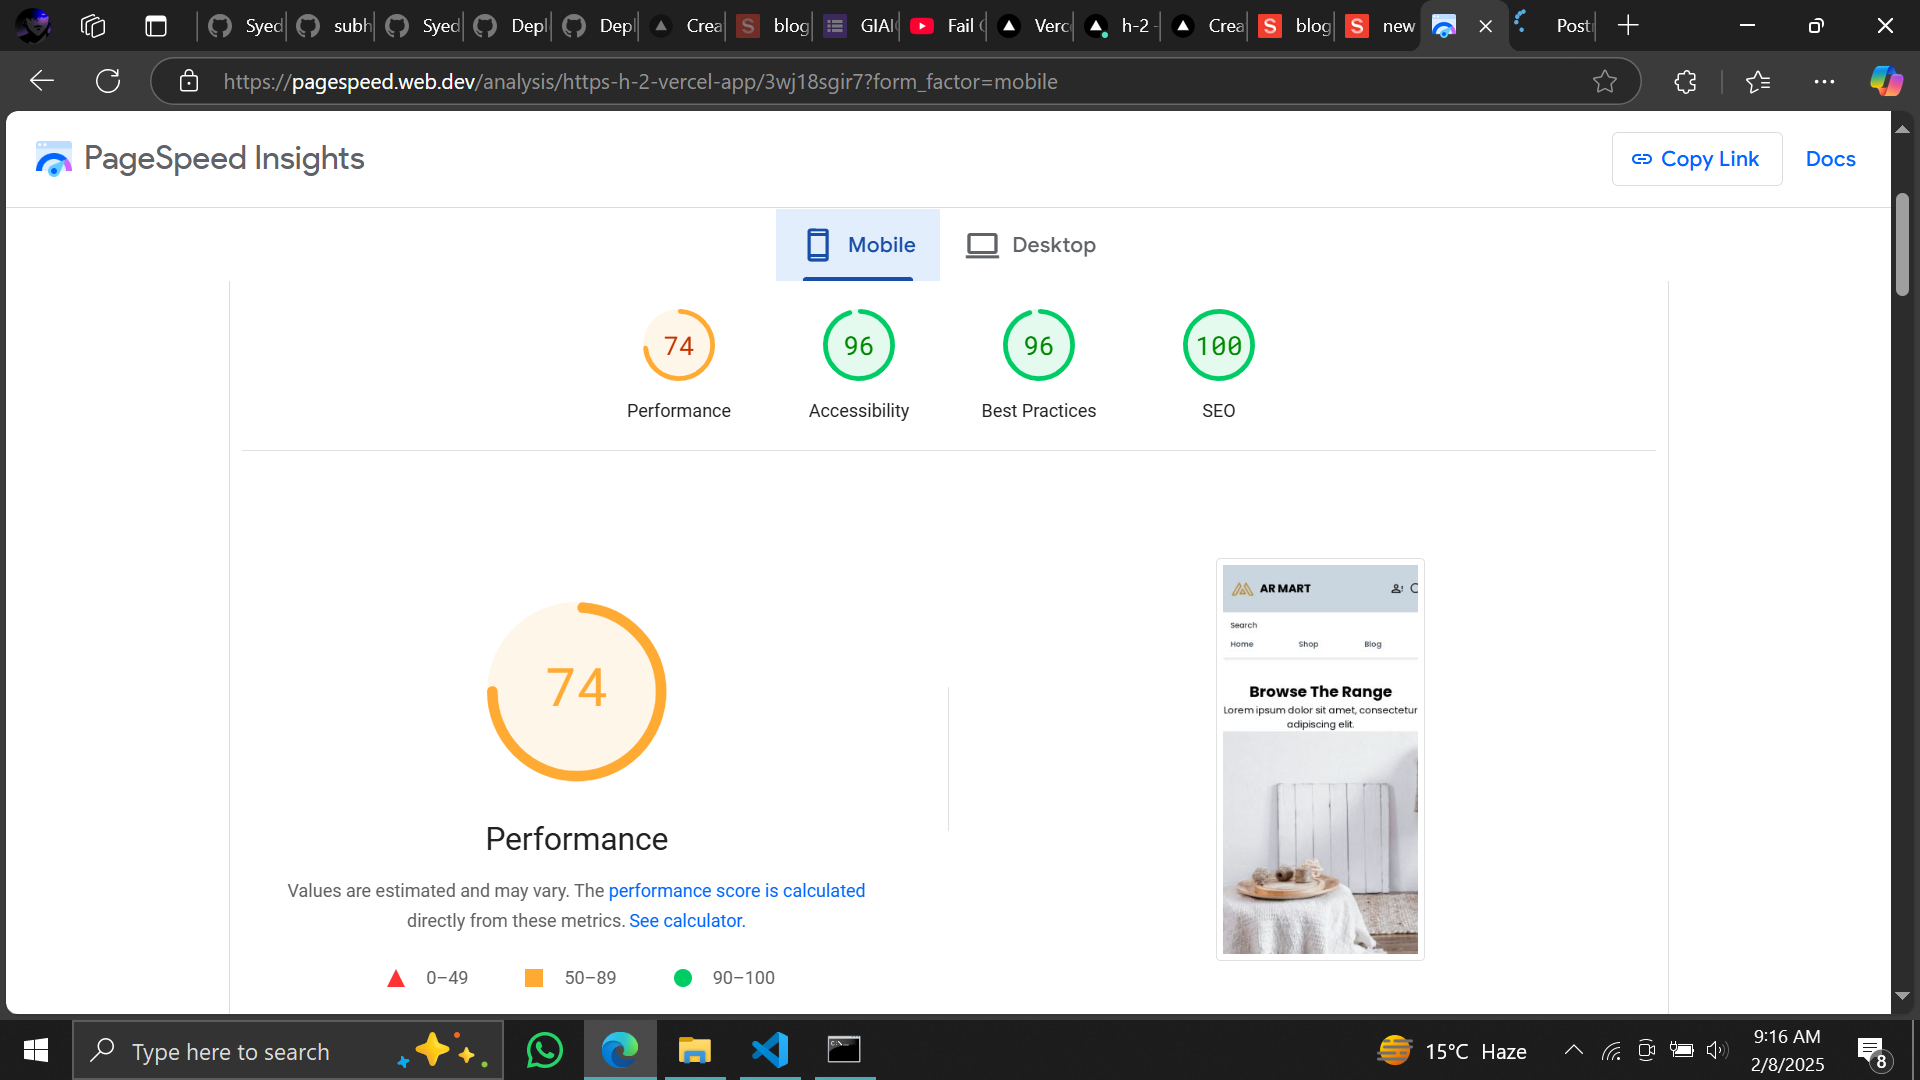 Syed
subh
Syed
Depl
Depl
Crea
blog
GIAI
Fail
Verc
h-2 -
Crea
blog
new
Post
https://pagespeed.web.dev/analysis/https-h-2-vercel-app/3wj18sgir7?form_factor=mobile
PageSpeed Insights
Copy Link
Docs
Mobile
Desktop
74
96
96
100
Performance
Accessibility
Best Practices
SEO
74
Performance
Values are estimated and may vary. The performance score is calculated
directly from these metrics. See calculator.
0–49
50–89
90–100
AR MART
Search
Home
Shop
Blog
Browse The Range
Lorem ipsum dolor sit amet, consectetur
adipiscing elit.
Type here to search
15°C Haze
9:16 AM
2/8/2025
8